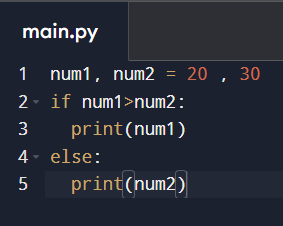 main.py
1 num1, num2 = 20 , 30
2 if num1>num2:
3   print(num1)
4 else:
5   print(num2)